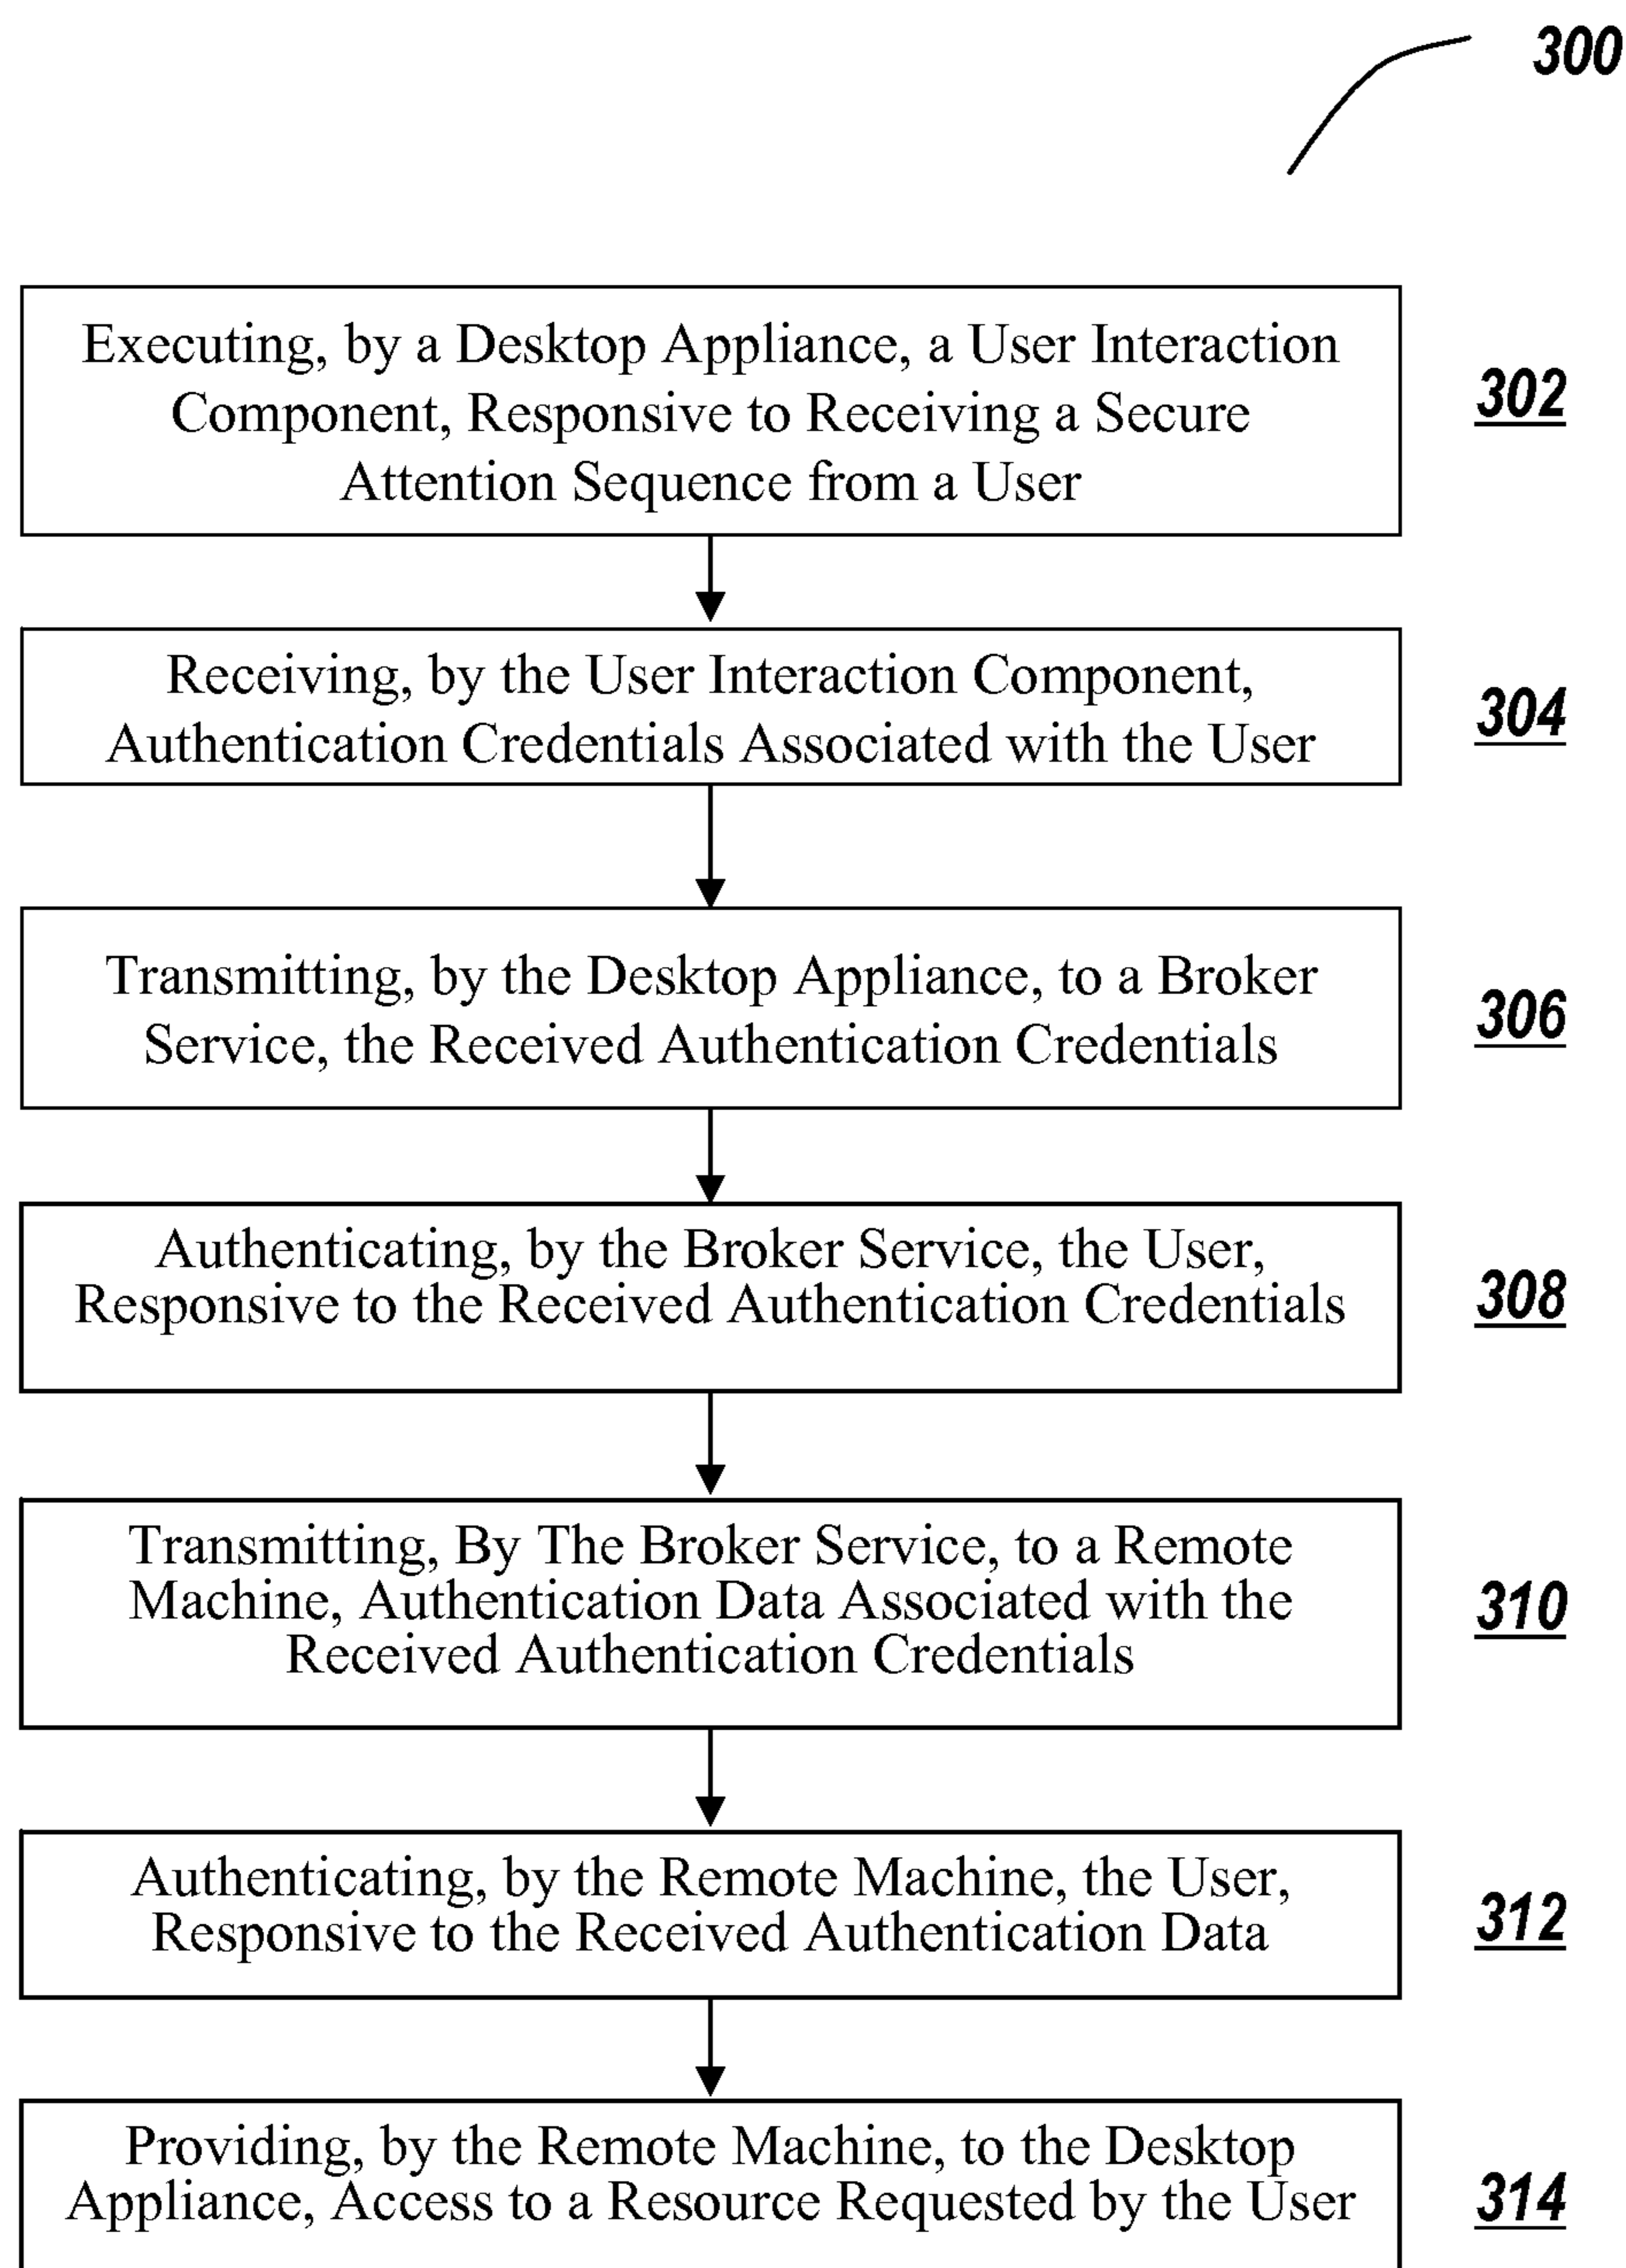 300
Executing, by a Desktop Appliance, a User Interaction
Component, Responsive to Receiving a Secure
Attention Sequence from a User
302
Receiving, by the User Interaction Component,
Authentication Credentials Associated with the User
304
Transmitting, by the Desktop Appliance, to a Broker
Service, the Received Authentication Credentials
306
Authenticating, by the Broker Service, the User,
Responsive to the Received Authentication Credentials
308
Transmitting, By The Broker Service, to a Remote
Machine, Authentication Data Associated with the
Received Authentication Credentials
310
Authenticating, by the Remote Machine, the User,
Responsive to the Received Authentication Data
312
Providing, by the Remote Machine, to the Desktop
Appliance, Access to a Resource Requested by the User
314